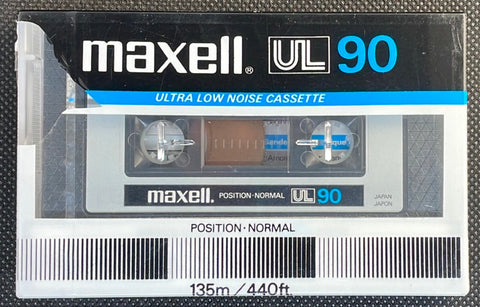 maxell® UL 90
ULTRA LOW NOISE CASSETTE
maxell® POSITION·NORMAL UL 90
JAPAN
JAPON
POSITION·NORMAL
135m/440ft.